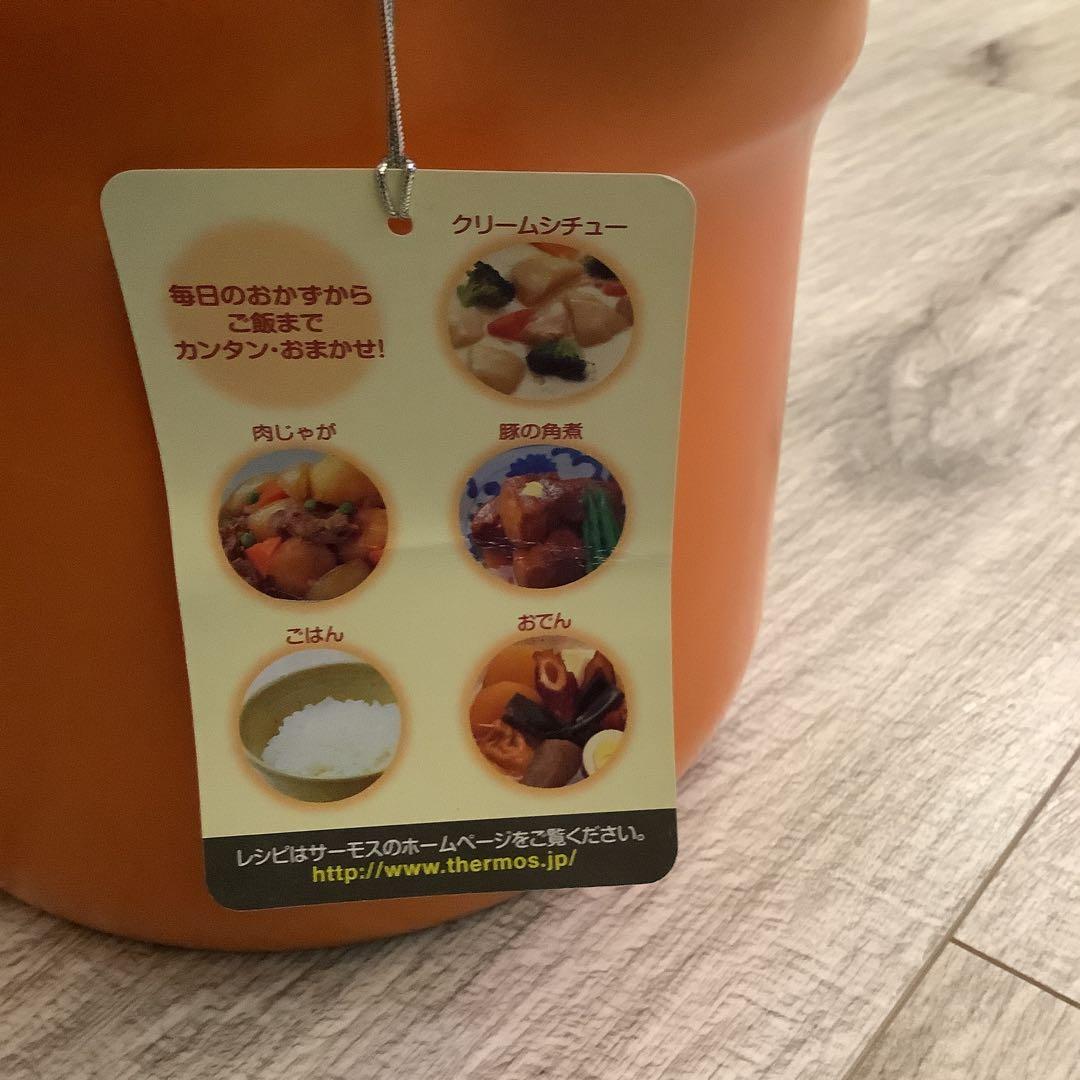 毎日のおかずから
ご飯まで
カンタン・おまかせ!
クリームシチュー
肉じゃが
豚の角煮
ごはん
おでん
レシピはサーモスのホームページをご覧ください。
http://www.thermos.jp/